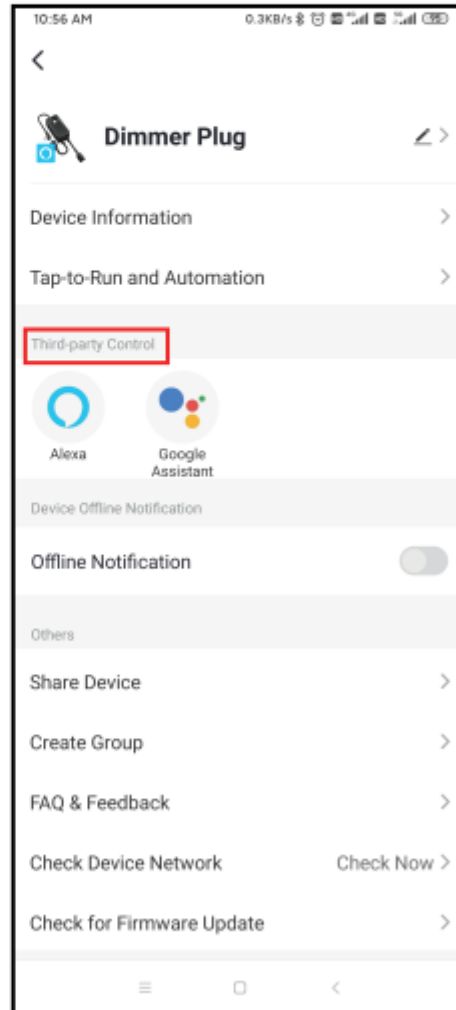 10:56 AM 0.3KB/s
Dimmer Plug
Device Information
Tap-to-Run and Automation
Third-party Control
Alexa
Google
Assistant
Device Offline Notification
Offline Notification
Others
Share Device
Create Group
FAQ & Feedback
Check Device Network Check Now
Check for Firmware Update